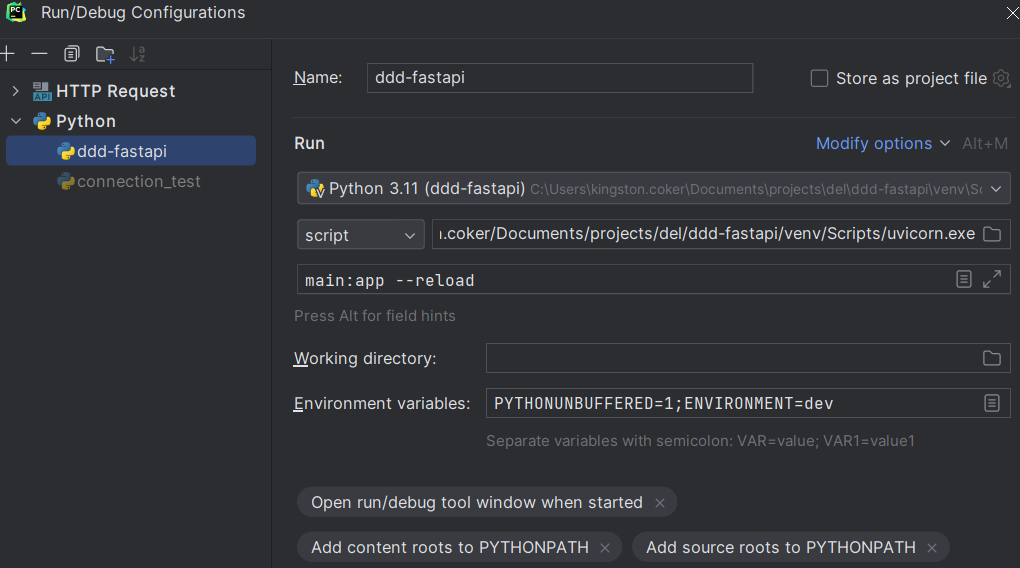 PC Run/Debug Configurations
HTTP Request
API
Python
ddd-fastapi
connection_test
Name: ddd-fastapi
Store as project file
Run
Modify options Alt+M
Python 3.11 (ddd-fastapi) C:\Users\kingston.coker\Documents\projects\del\ddd-fastapi\venv\Sc
script
.coker/Documents/projects/del/ddd-fastapi/venv/Scripts/uvicorn.exe
main:app --reload
Press Alt for field hints
Working directory:
Environment variables: PYTHONUNBUFFERED=1;ENVIRONMENT=dev
Separate variables with semicolon: VAR=value; VAR1=value1
Open run/debug tool window when started
Add content roots to PYTHONPATH
Add source roots to PYTHONPATH